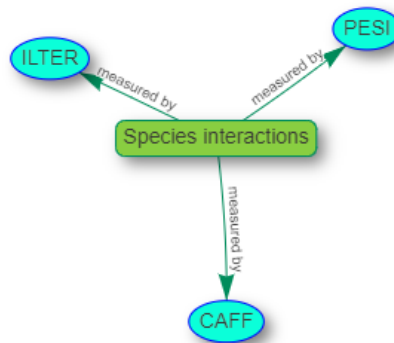 PESI
ILTER
measured by
measured by
Species interactions
measured by
CAFF